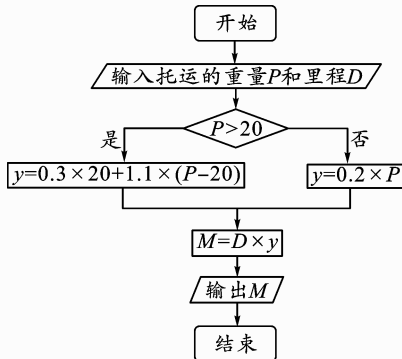 开始
输入托运的重量P和里程D
P>20
是
否
y=0.3×20+1.1×(P-20)
y=0.2×P
M=D×y
输出M
结束